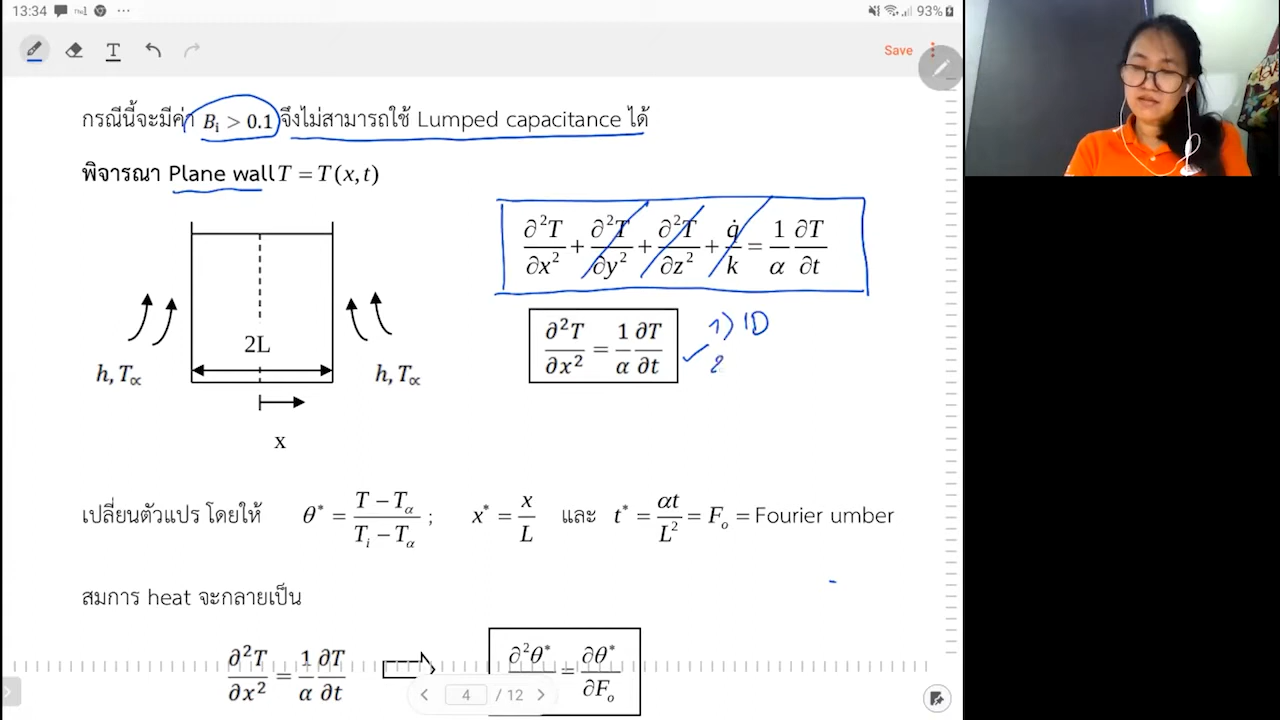 13:34 ... 93%
Save
กรณีนี้จะมีค่า B_i > 0.1 จึงไม่สามารถใช้ Lumped capacitance ได้
พิจารณา Plane wall T = T(x,t)
∂²T/∂x² + ∂²T/∂y² + ∂²T/∂z² + q̇/k = 1/α ∂T/∂t
∂²T/∂x² = 1/α ∂T/∂t
1) 1D
2
2L
h, T∝
h, T∝
x
เปลี่ยนตัวแปร โดยให้ θ* = (T − Tα)/(Ti − Tα) ; x* = x/L และ t* = αt/L² = Fo = Fourier umber
สมการ heat จะกลายเป็น
∂²T/∂x² = 1/α ∂T/∂t
∂²θ* = ∂θ*/∂Fo
4 / 12